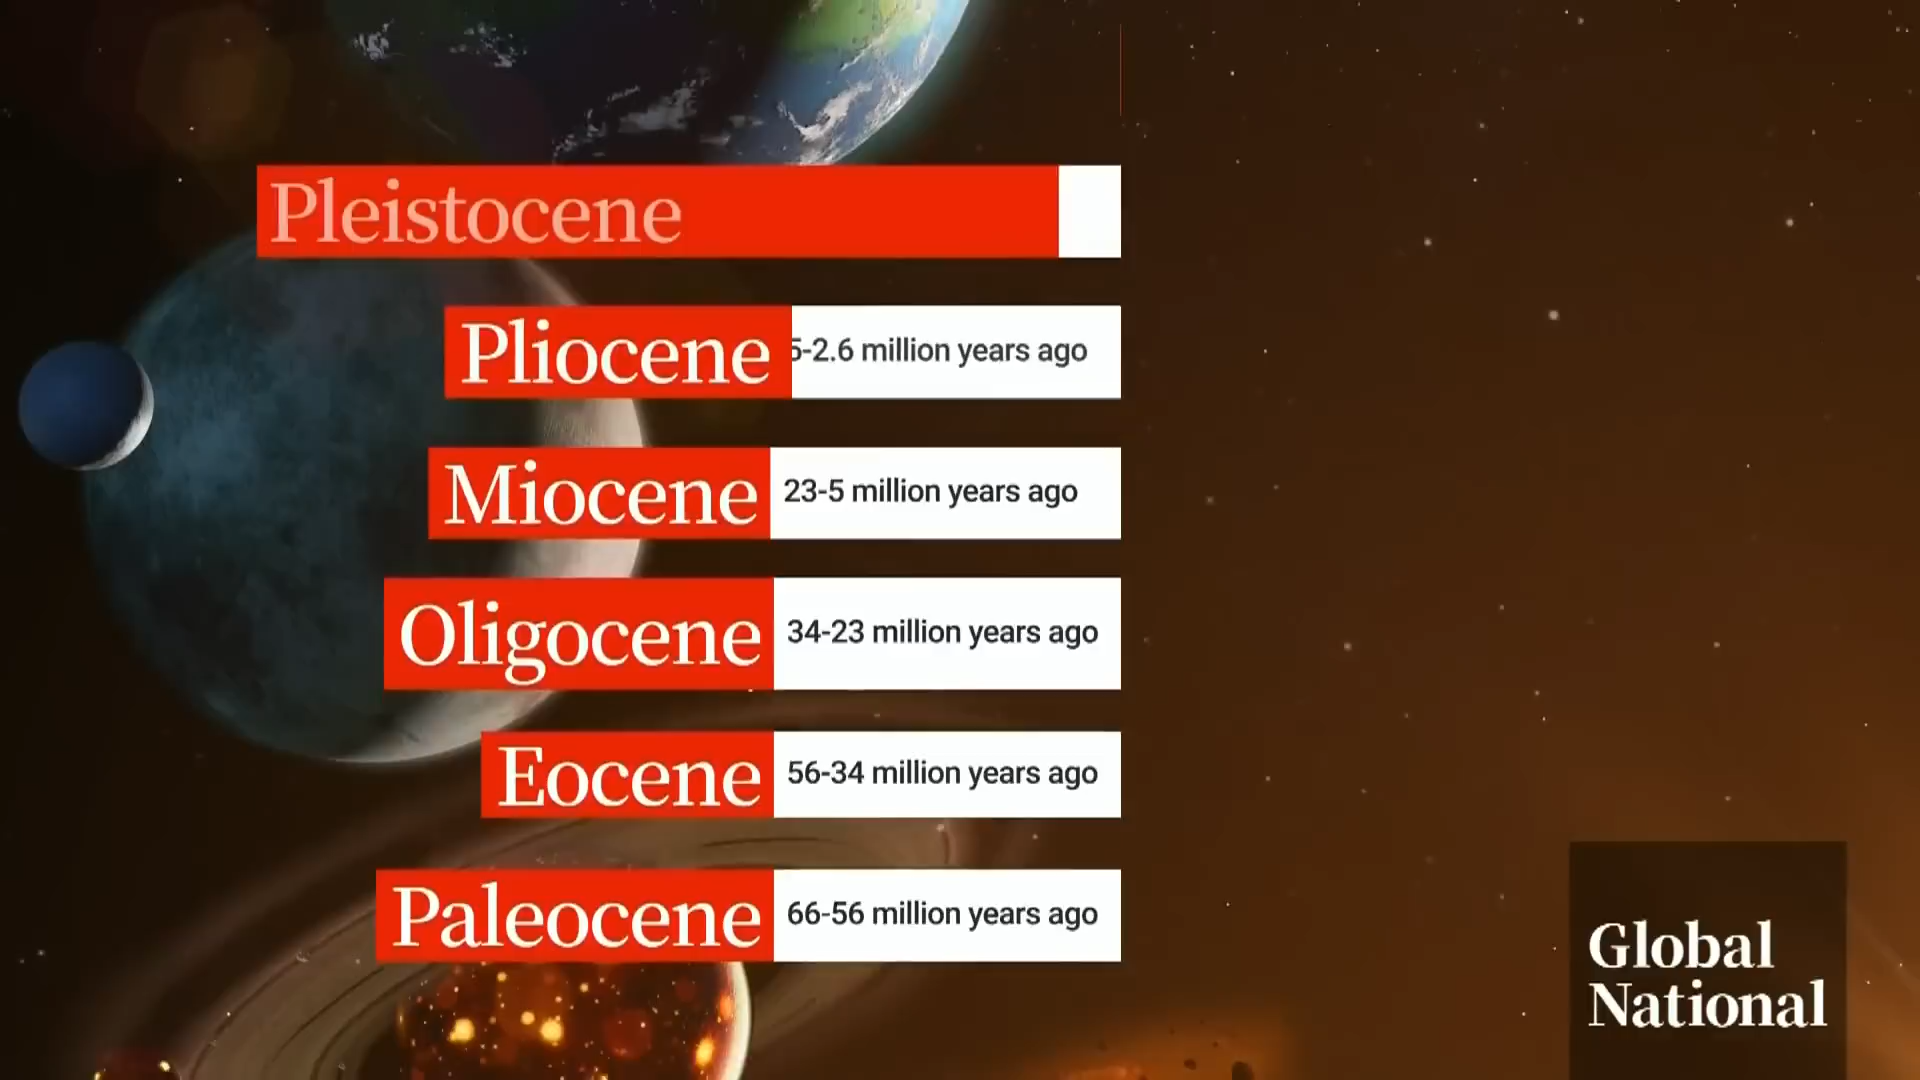 Pleistocene
Pliocene 5-2.6 million years ago
Miocene 23-5 million years ago
Oligocene 34-23 million years ago
Eocene 56-34 million years ago
Paleocene 66-56 million years ago
Global
National